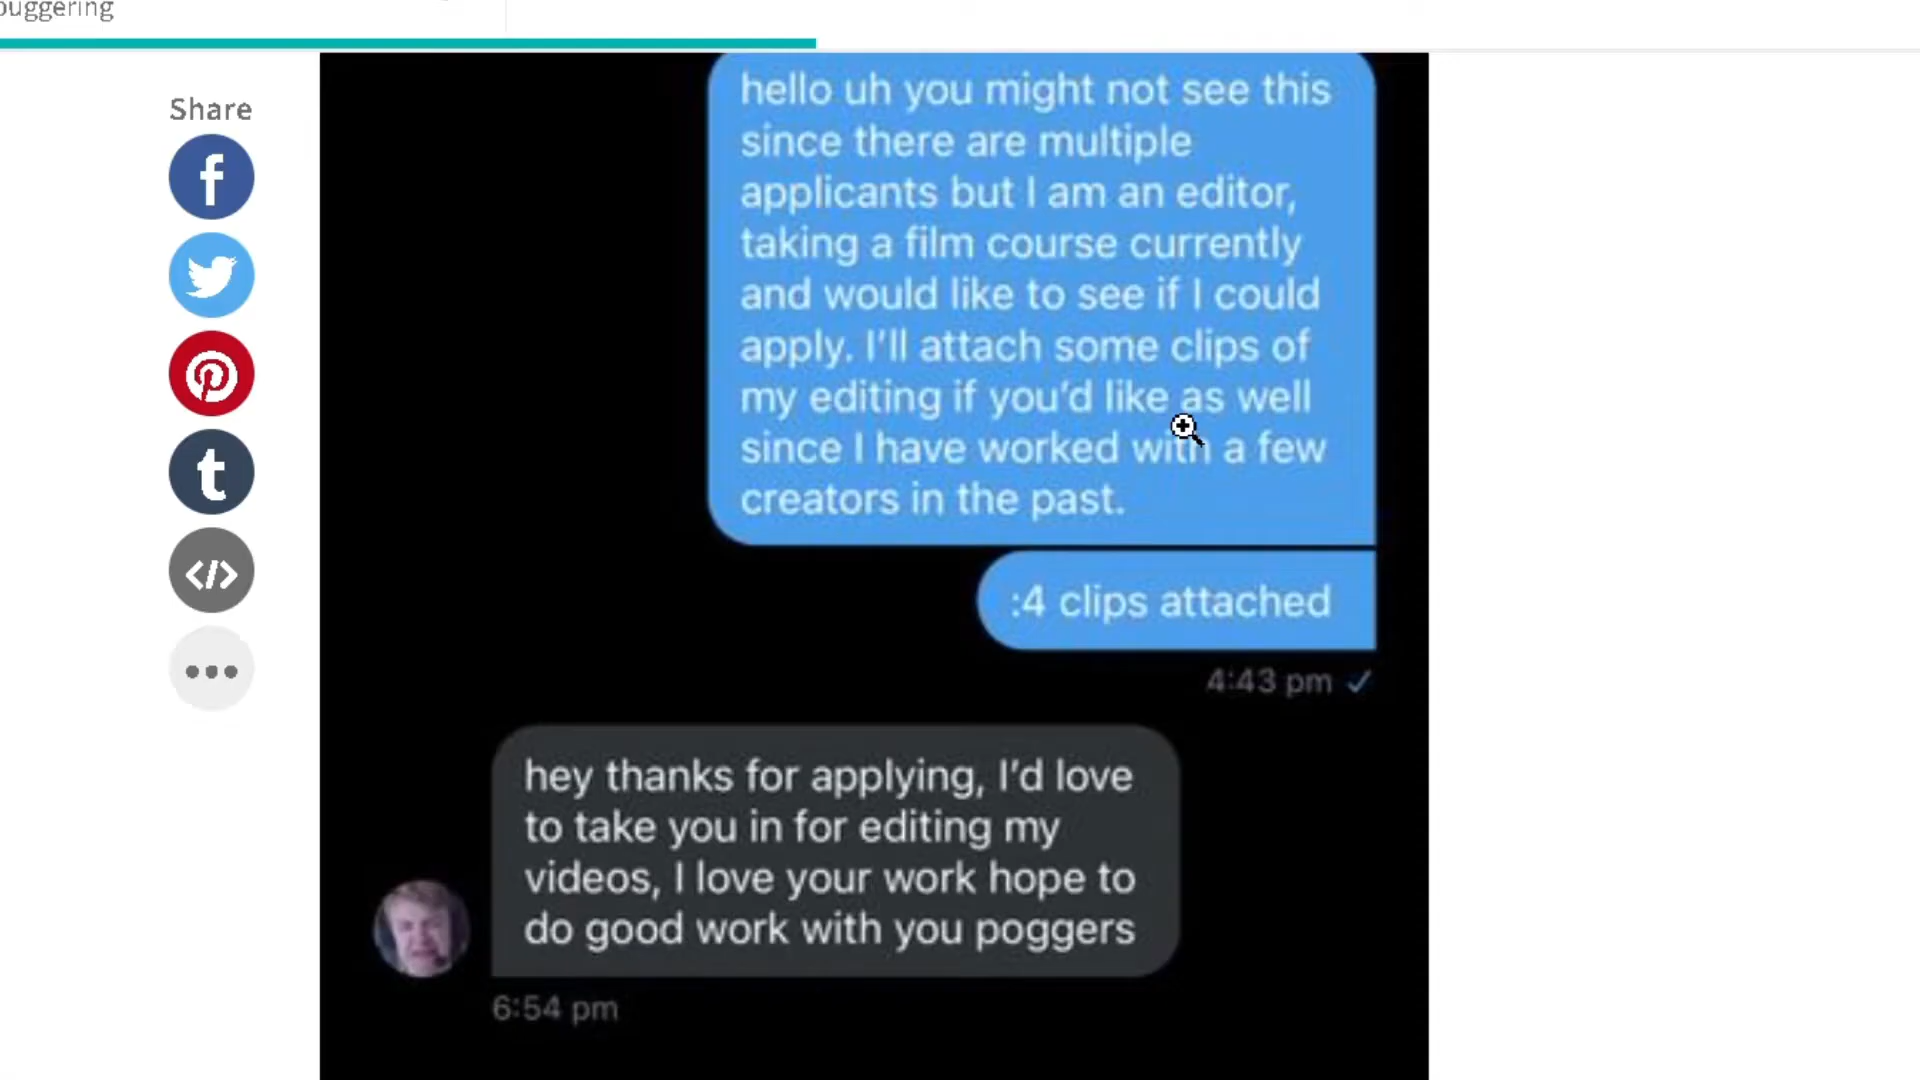 Share
hello uh you might not see this
since there are multiple
applicants but I am an editor,
taking a film course currently
and would like to see if I could
apply. I'll attach some clips of
my editing if you'd like as well
since I have worked with a few
creators in the past.
:4 clips attached
4:43 pm
hey thanks for applying, I'd love
to take you in for editing my
videos, I love your work hope to
do good work with you poggers
6:54 pm